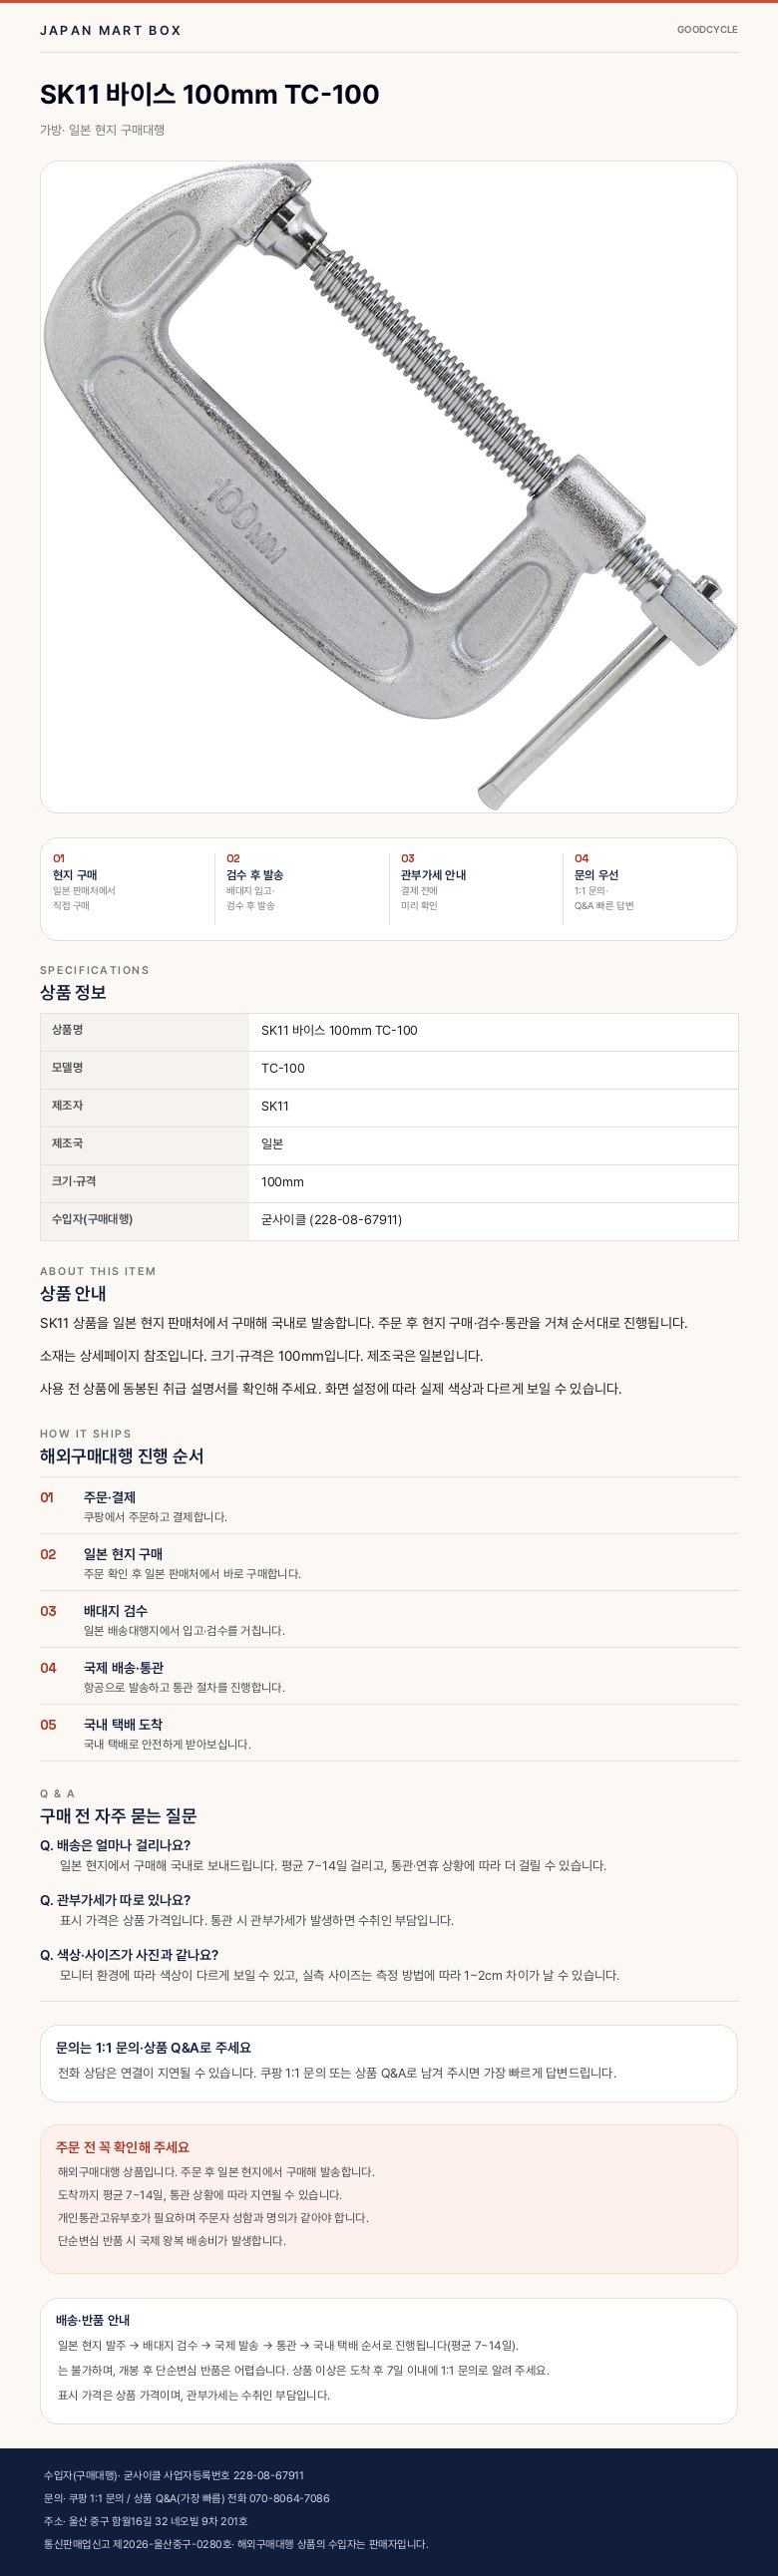 JAPAN MART BOX
GOODCYCLE
SK11 바이스 100mm TC-100
가방· 일본 현지 구매대행
100MM
01
현지 구매
일본 판매처에서
직접 구매
02
검수 후 발송
배대지 입고·
검수 후 발송
03
관부가세 안내
결제 전에
미리 확인
04
문의 우선
1:1 문의·
Q&A 빠른 답변
SPECIFICATIONS
상품 정보
상품명 SK11 바이스 100mm TC-100
모델명 TC-100
제조자 SK11
제조국 일본
크기·규격 100mm
수입자(구매대행) 굳사이클 (228-08-67911)
ABOUT THIS ITEM
상품 안내
SK11 상품을 일본 현지 판매처에서 구매해 국내로 발송합니다. 주문 후 현지 구매·검수·통관을 거쳐 순서대로 진행됩니다.
소재는 상세페이지 참조입니다. 크기·규격은 100mm입니다. 제조국은 일본입니다.
사용 전 상품에 동봉된 취급 설명서를 확인해 주세요. 화면 설정에 따라 실제 색상과 다르게 보일 수 있습니다.
HOW IT SHIPS
해외구매대행 진행 순서
01 주문·결제
쿠팡에서 주문하고 결제합니다.
02 일본 현지 구매
주문 확인 후 일본 판매처에서 바로 구매합니다.
03 배대지 검수
일본 배송대행지에서 입고·검수를 거칩니다.
04 국제 배송·통관
항공으로 발송하고 통관 절차를 진행합니다.
05 국내 택배 도착
국내 택배로 안전하게 받아보십니다.
Q & A
구매 전 자주 묻는 질문
Q. 배송은 얼마나 걸리나요?
일본 현지에서 구매해 국내로 보내드립니다. 평균 7~14일 걸리고, 통관·연휴 상황에 따라 더 걸릴 수 있습니다.
Q. 관부가세가 따로 있나요?
표시 가격은 상품 가격입니다. 통관 시 관부가세가 발생하면 수취인 부담입니다.
Q. 색상·사이즈가 사진과 같나요?
모니터 환경에 따라 색상이 다르게 보일 수 있고, 실측 사이즈는 측정 방법에 따라 1~2cm 차이가 날 수 있습니다.
문의는 1:1 문의·상품 Q&A로 주세요
전화 상담은 연결이 지연될 수 있습니다. 쿠팡 1:1 문의 또는 상품 Q&A로 남겨 주시면 가장 빠르게 답변드립니다.
주문 전 꼭 확인해 주세요
해외구매대행 상품입니다. 주문 후 일본 현지에서 구매해 발송합니다.
도착까지 평균 7~14일, 통관 상황에 따라 지연될 수 있습니다.
개인통관고유부호가 필요하며 주문자 성함과 명의가 같아야 합니다.
단순변심 반품 시 국제 왕복 배송비가 발생합니다.
배송·반품 안내
일본 현지 발주 → 배대지 검수 → 국제 발송 → 통관 → 국내 택배 순서로 진행됩니다(평균 7~14일).
는 불가하며, 개봉 후 단순변심 반품은 어렵습니다. 상품 이상은 도착 후 7일 이내에 1:1 문의로 알려 주세요.
표시 가격은 상품 가격이며, 관부가세는 수취인 부담입니다.
수입자(구매대행)· 굳사이클 사업자등록번호 228-08-67911
문의· 쿠팡 1:1 문의 / 상품 Q&A(가장 빠름) 전화 070-8064-7086
주소· 울산 중구 함월16길 32 네오빌 9차 201호
통신판매업신고 제2026-울산중구-0280호· 해외구매대행 상품의 수입자는 판매자입니다.